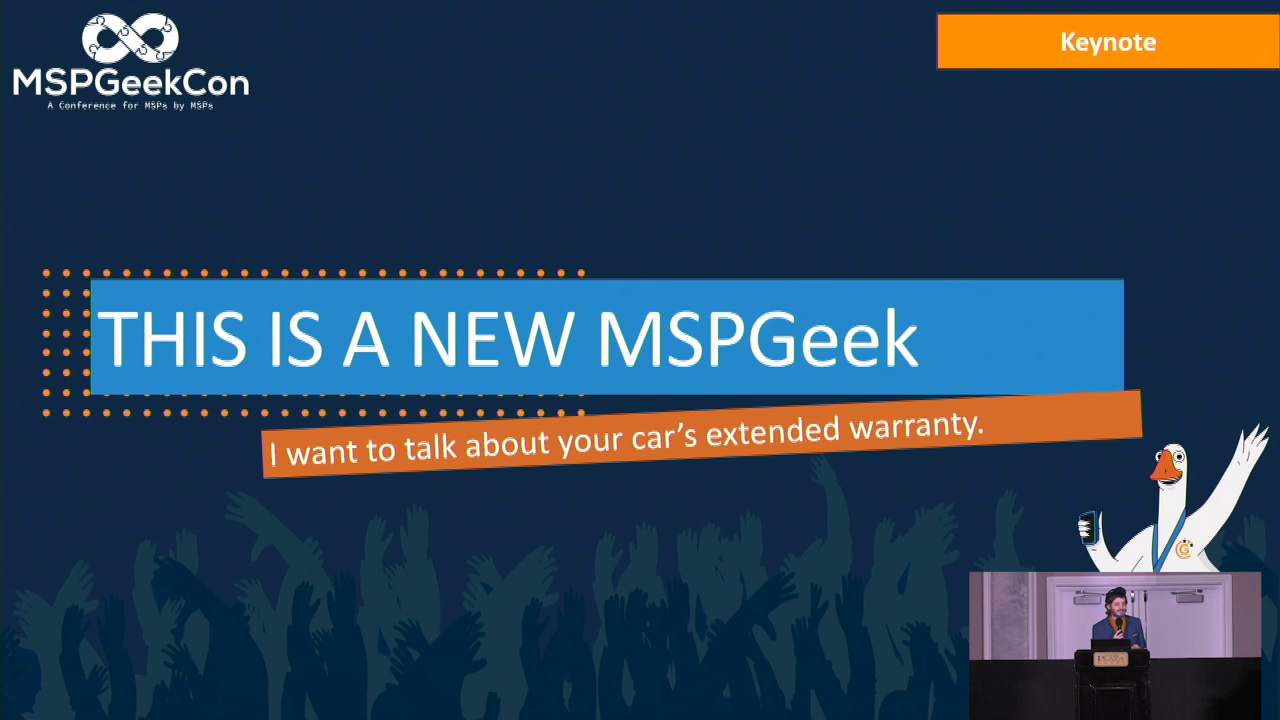 MSPGeekCon
A Conference for MSPs by MSPs
Keynote
THIS IS A NEW MSPGeek
I want to talk about your car's extended warranty.
G
PLAZA